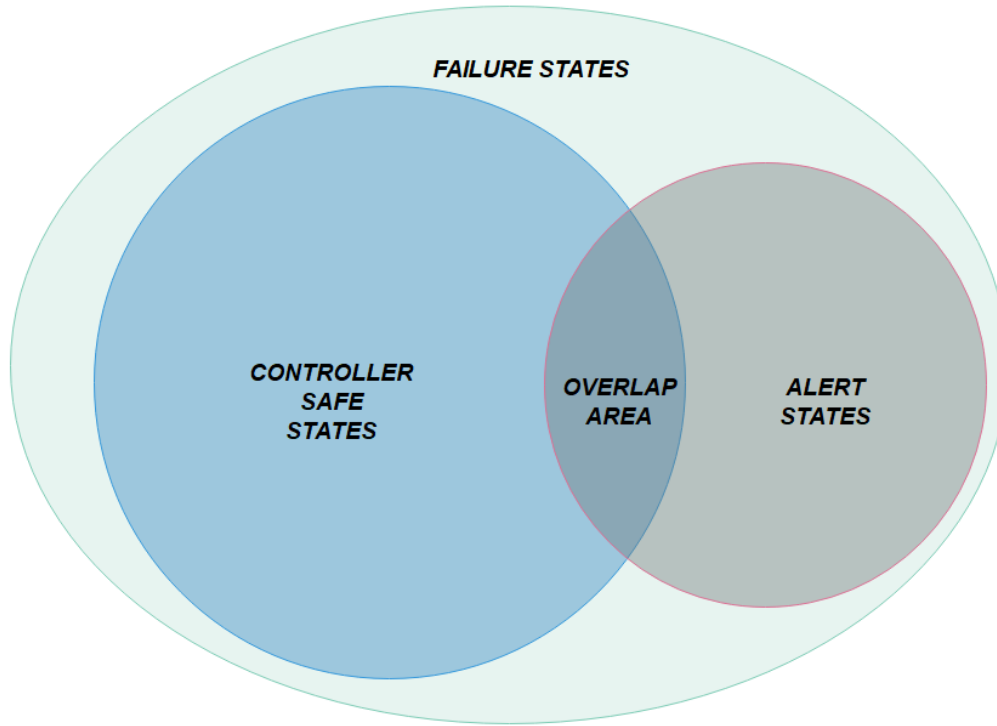 FAILURE STATES
CONTROLLER
SAFE
STATES
OVERLAP
AREA
ALERT
STATES